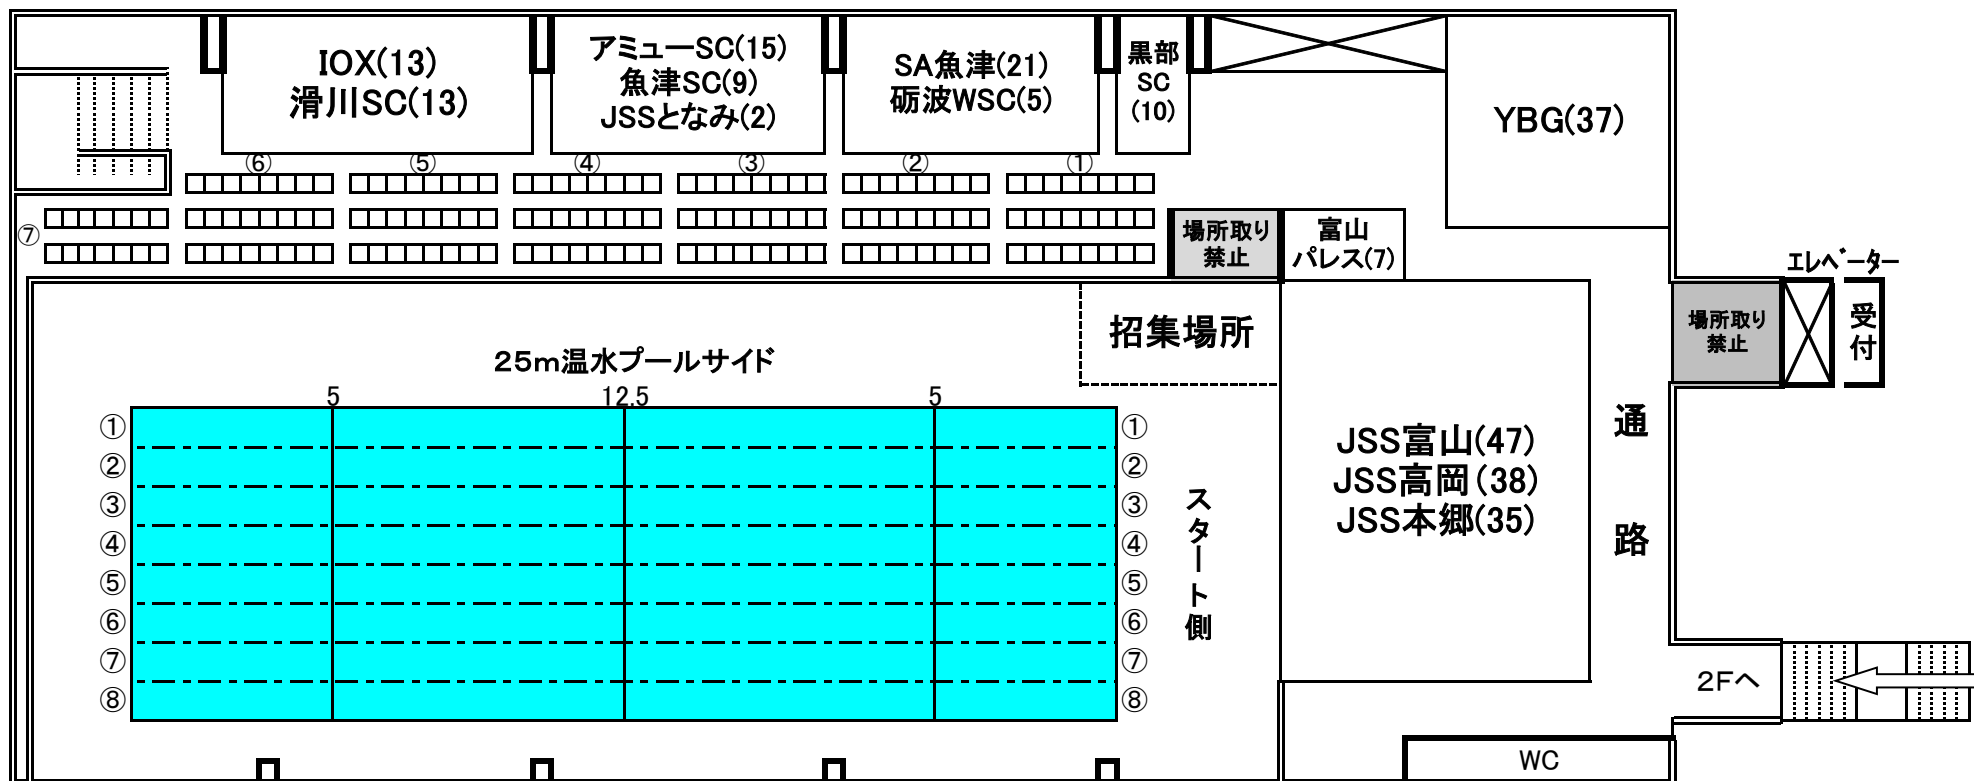 IOX(13)
滑川SC(13)
アミューSC(15)
魚津SC(9)
JSSとなみ(2)
SA魚津(21)
砺波WSC(5)
黒部
SC
(10)
YBG(37)
⑥
⑤
④
③
②
①
⑦
場所取り
禁止
富山
パレス(7)
エレベーター
受付
場所取り
禁止
招集場所
25m温水プールサイド
5
12.5
5
①
②
③
④
⑤
⑥
⑦
⑧
①
②
③
④
⑤
⑥
⑦
⑧
スタート側
JSS富山(47)
JSS高岡(38)
JSS本郷(35)
通路
2Fへ
WC